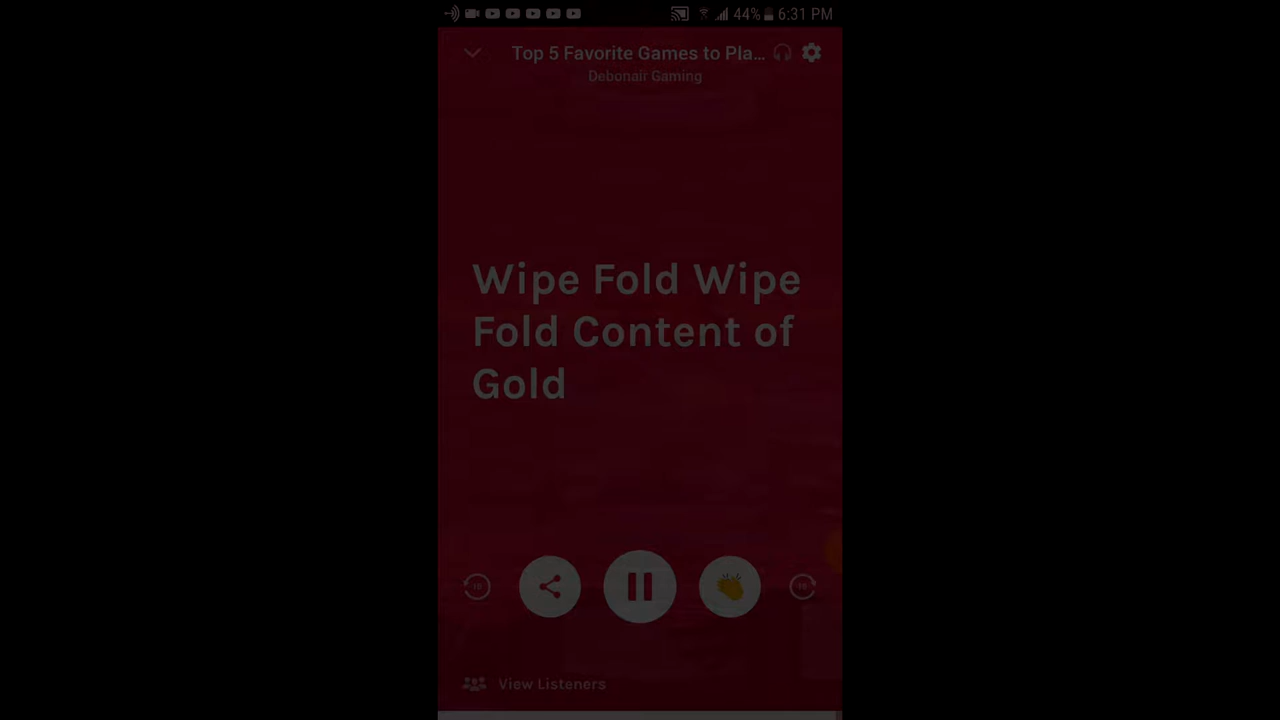 44% 6:31 PM
Top 5 Favorite Games to Pla...
Debonair Gaming
Wipe Fold Wipe
Fold Content of
Gold
View Listeners